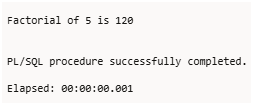 Factorial of 5 is 120
PL/SQL procedure successfully completed.
Elapsed: 00:00:00.001